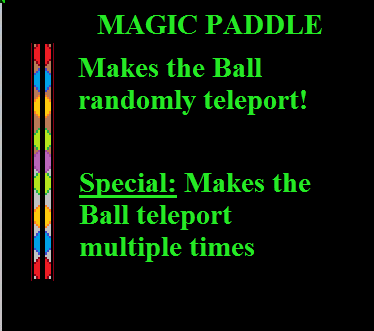 MAGIC PADDLE
Makes the Ball
randomly teleport!
Special: Makes the
Ball teleport
multiple times